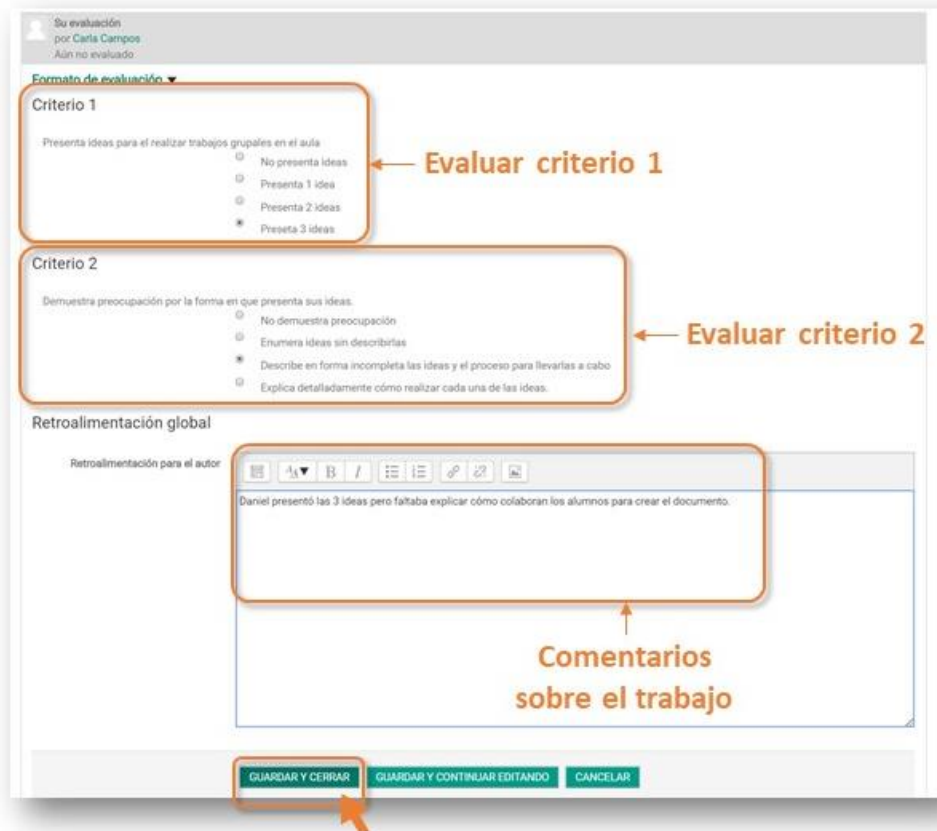 Su evaluación
por Carla Campos
Aún no evaluado
Formato de evaluación
Criterio 1
Presenta ideas para el realizar trabajos grupales en el aula
No presenta ideas
Presenta 1 idea
Presenta 2 ideas
Preseta 3 ideas
Evaluar criterio 1
Criterio 2
Demuestra preocupación por la forma en que presenta sus ideas.
No demuestra preocupación
Enumera ideas sin describirlas
Describe en forma incompleta las ideas y el proceso para llevarlas a cabo
Explica detalladamente cómo realizar cada una de las ideas.
Evaluar criterio 2
Retroalimentación global
Retroalimentación para el autor
B I
Daniel presentó las 3 ideas pero faltaba explicar cómo colaboran los alumnos para crear el documento.
Comentarios
sobre el trabajo
GUARDAR Y CERRAR GUARDAR Y CONTINUAR EDITANDO CANCELAR